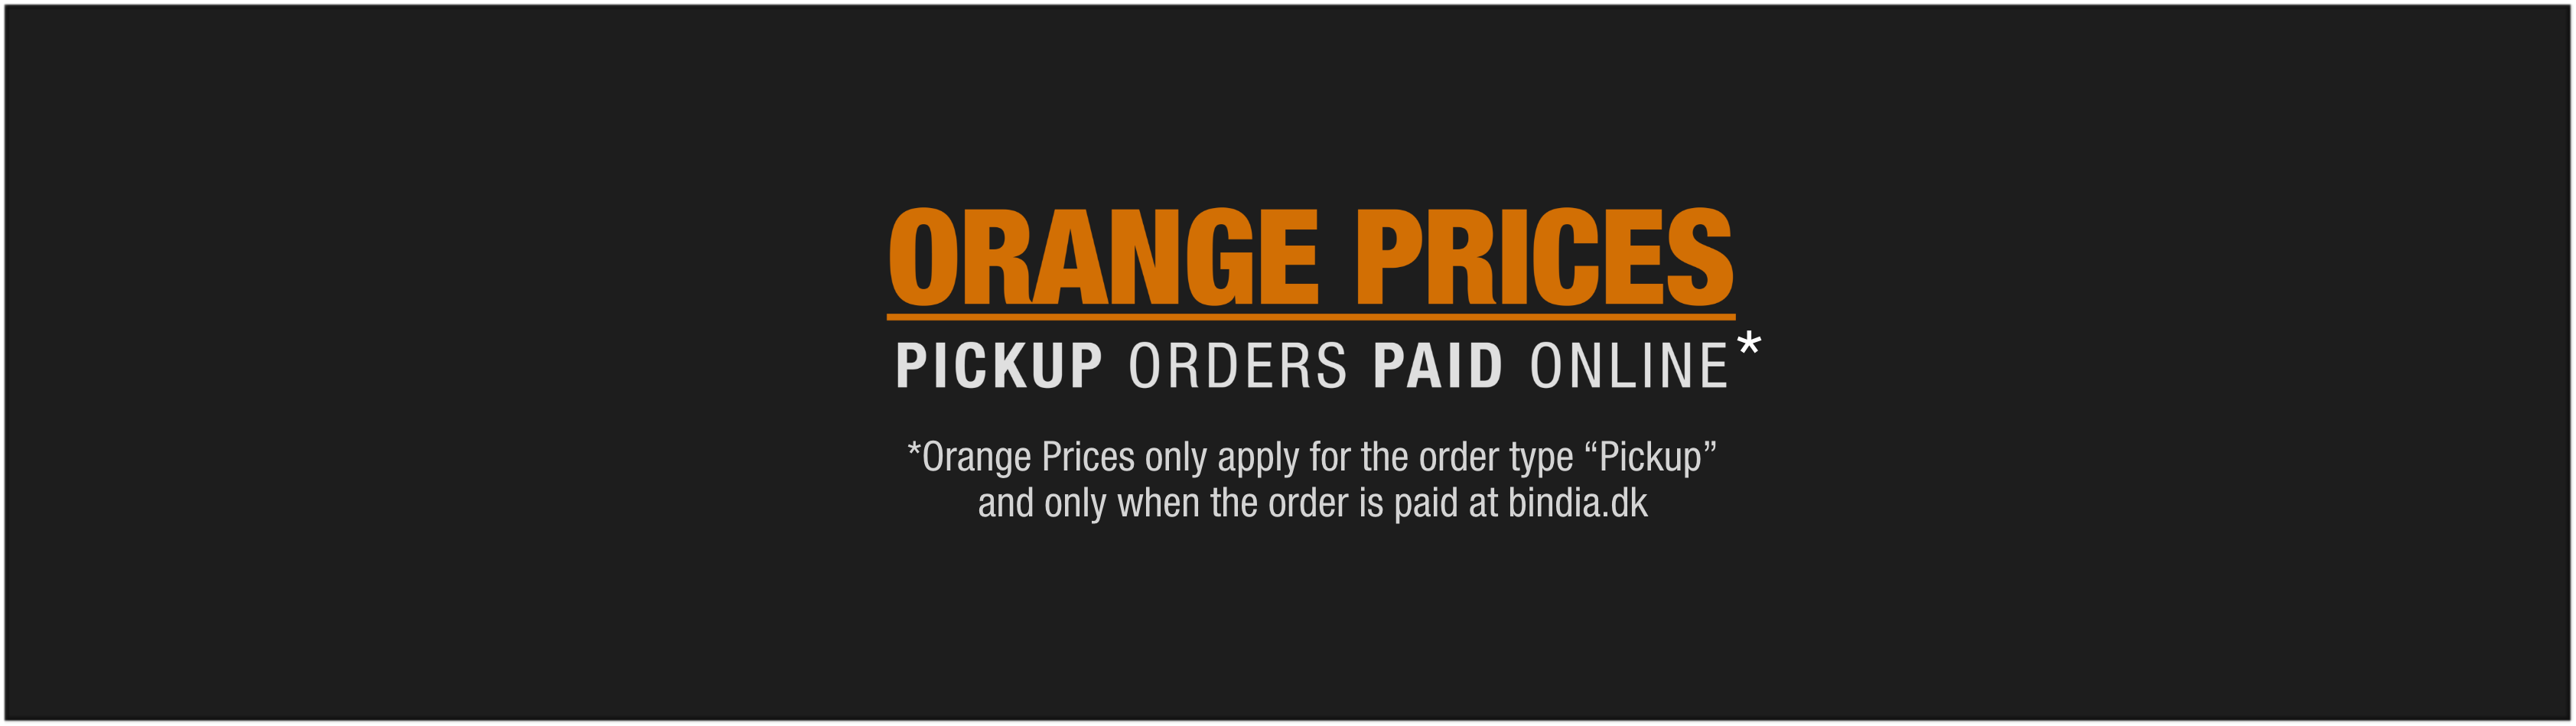 ORANGE PRICES
PICKUP ORDERS PAID ONLINE*
*Orange Prices only apply for the order type “Pickup”
and only when the order is paid at bindia.dk